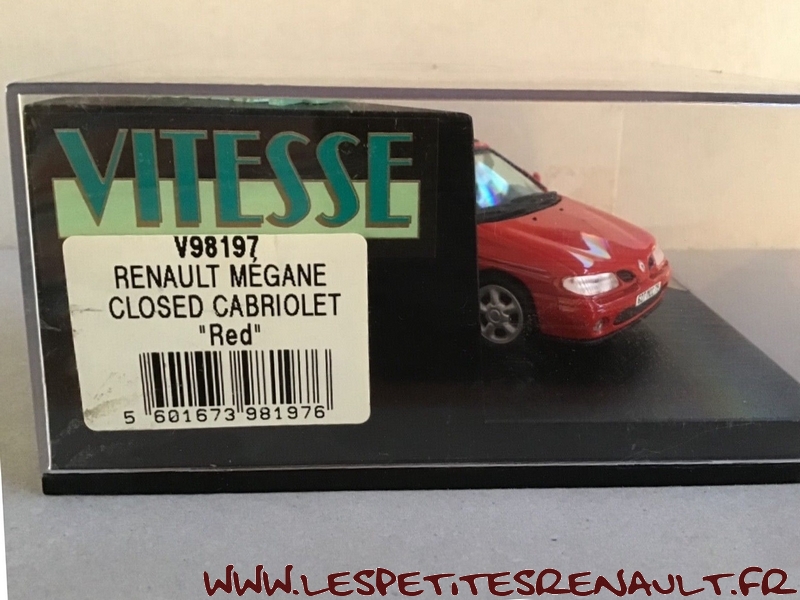 VITESSE
V98197
RENAULT MÉGANE
CLOSED CABRIOLET
"Red"
5 601673 981976
WWW.LESPETITESRENAULT.FR